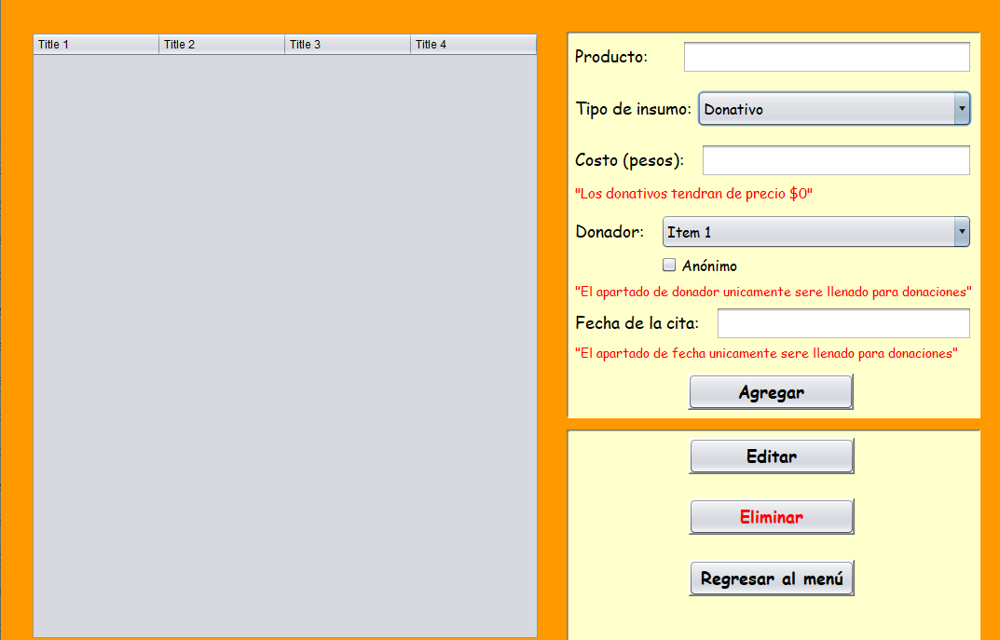 Title 1 Title 2 Title 3 Title 4
Producto:
Tipo de insumo: Donativo
Costo (pesos):
"Los donativos tendran de precio $0"
Donador: Item 1
Anónimo
"El apartado de donador unicamente sere llenado para donaciones"
Fecha de la cita:
"El apartado de fecha unicamente sere llenado para donaciones"
Agregar
Editar
Eliminar
Regresar al menú